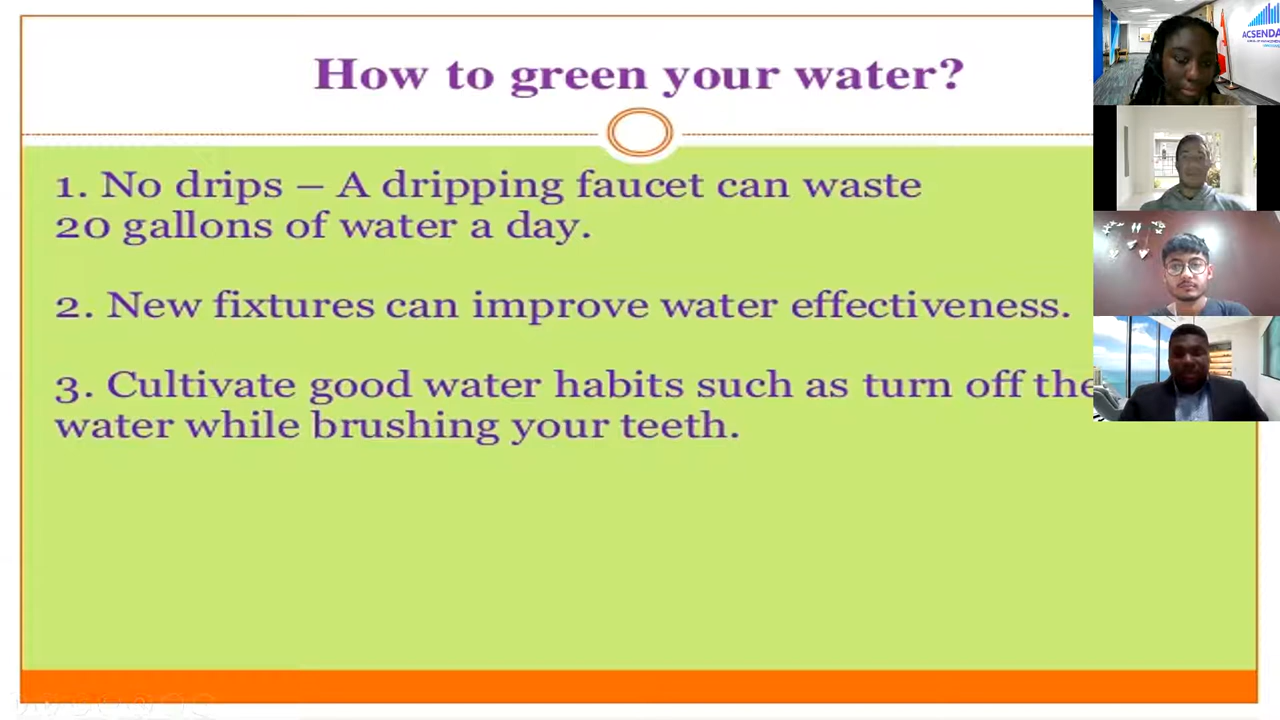 How to green your water?
1. No drips – A dripping faucet can waste
20 gallons of water a day.
2. New fixtures can improve water effectiveness.
3. Cultivate good water habits such as turn off the
water while brushing your teeth.
ACSENDA